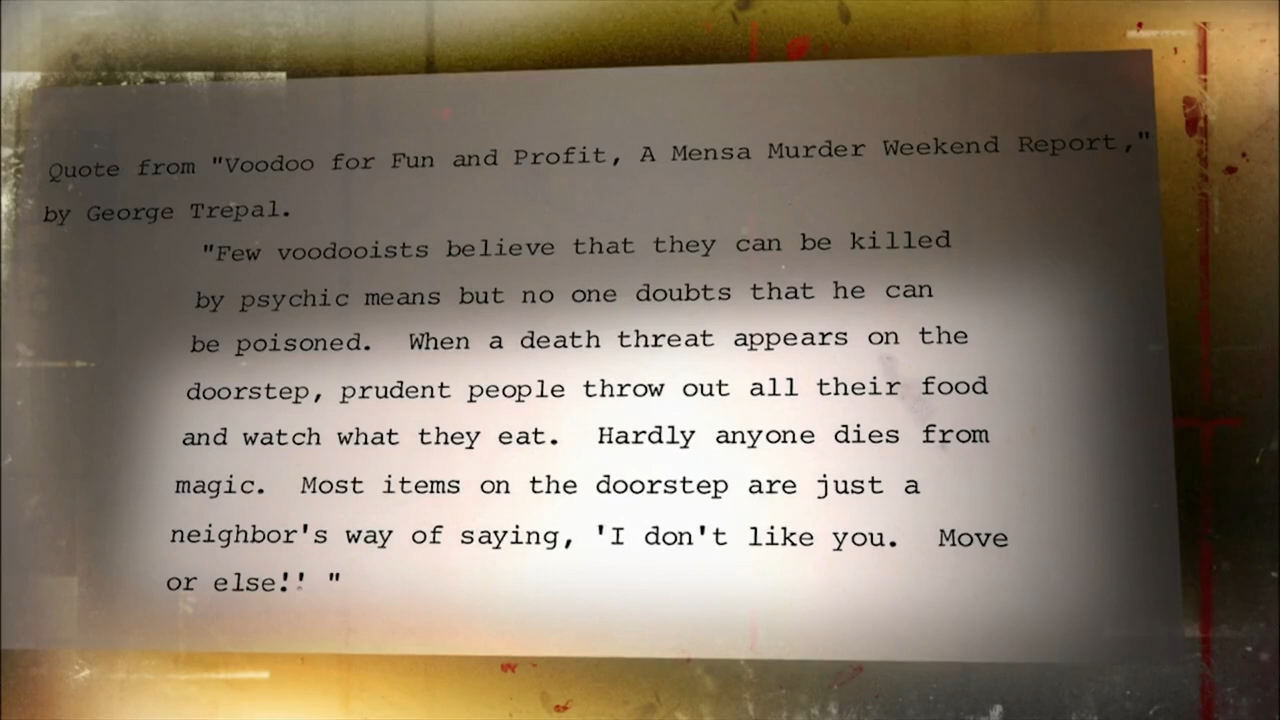 Quote from "Voodoo for Fun and Profit, A Mensa Murder Weekend Report,"
by George Trepal.
"Few voodooists believe that they can be killed
by psychic means but no one doubts that he can
be poisoned. When a death threat appears on the
doorstep, prudent people throw out all their food
and watch what they eat. Hardly anyone dies from
magic. Most items on the doorstep are just a
neighbor's way of saying, 'I don't like you. Move
or else!' "